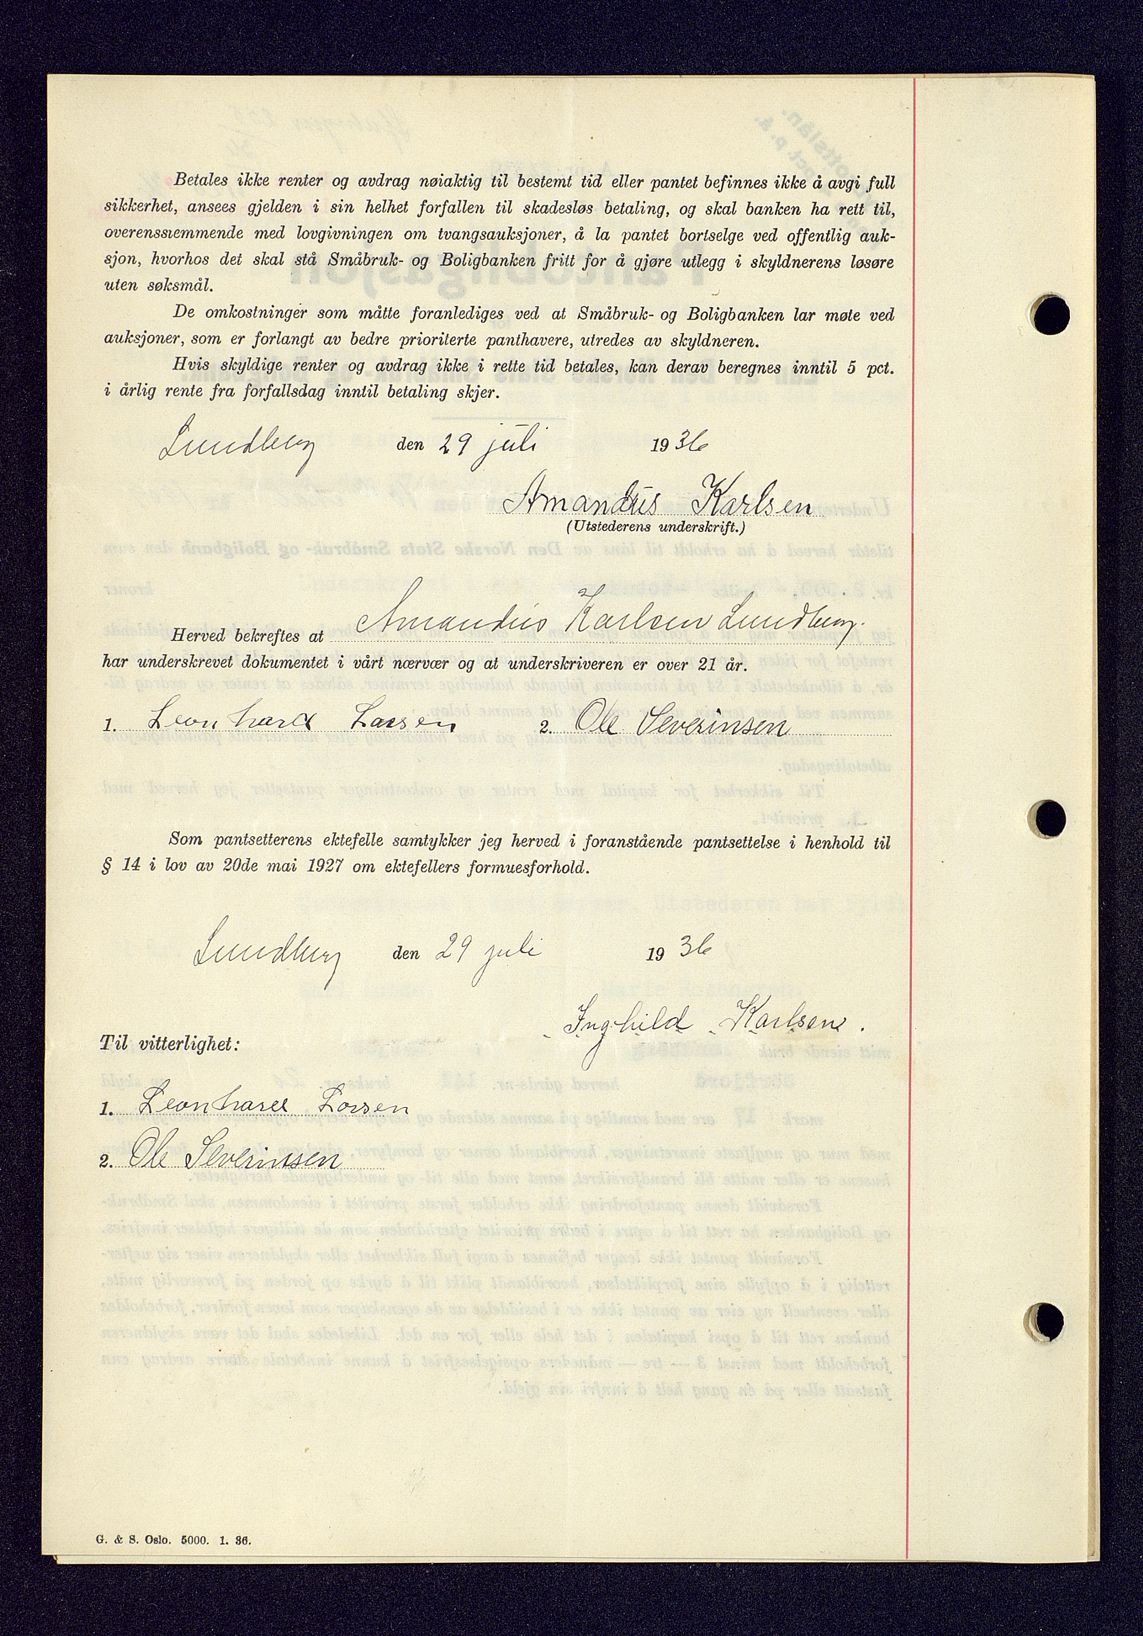 Betales ikke renter og avdrag nøiaktig til bestemt tid eller pantet befinnes ikke å avgi full
sikkerhet, ansees gjelden i sin helhet forfallen til skadesløs betaling, og skal banken ha rett til,
overensstemmende med lovgivningen om tvangsauksjoner, å la pantet bortselge ved offentlig auk-
sjon, hvorhos det skal stå Småbruk- og Boligbanken fritt for å gjøre utlegg i skyldnerens løsøre
uten søksmål.
De omkostninger som måtte foranlediges ved at Småbruk- og Boligbanken lar møte ved
auksjoner, som er forlangt av bedre prioriterte panthavere, utredes av skyldneren.
Hvis skyldige renter og avdrag ikke i rette tid betales, kan derav beregnes inntil 5 pct.
i årlig rente fra forfallsdag inntil betaling skjer.
Lundberg den 29 juli 1936
Amandus Karlsen
(Utstederens underskrift.)
Herved bekreftes at Amandus Karlsen Lundberg.
har underskrevet dokumentet i vårt nærvær og at underskriveren er over 21 år.
1. Leonhard Larsen 2. Ole Severinsen
Som pantsetterens ektefelle samtykker jeg herved i foranstående pantsettelse i henhold til
§ 14 i lov av 20de mai 1927 om ektefellers formuesforhold.
Lundberg den 29 juli 1936
Inghild Karlsen.
Til vitterlighet:
1. Leonhard Larsen
2. Ole Severinsen
G. & S. Oslo. 5000. 1. 36.